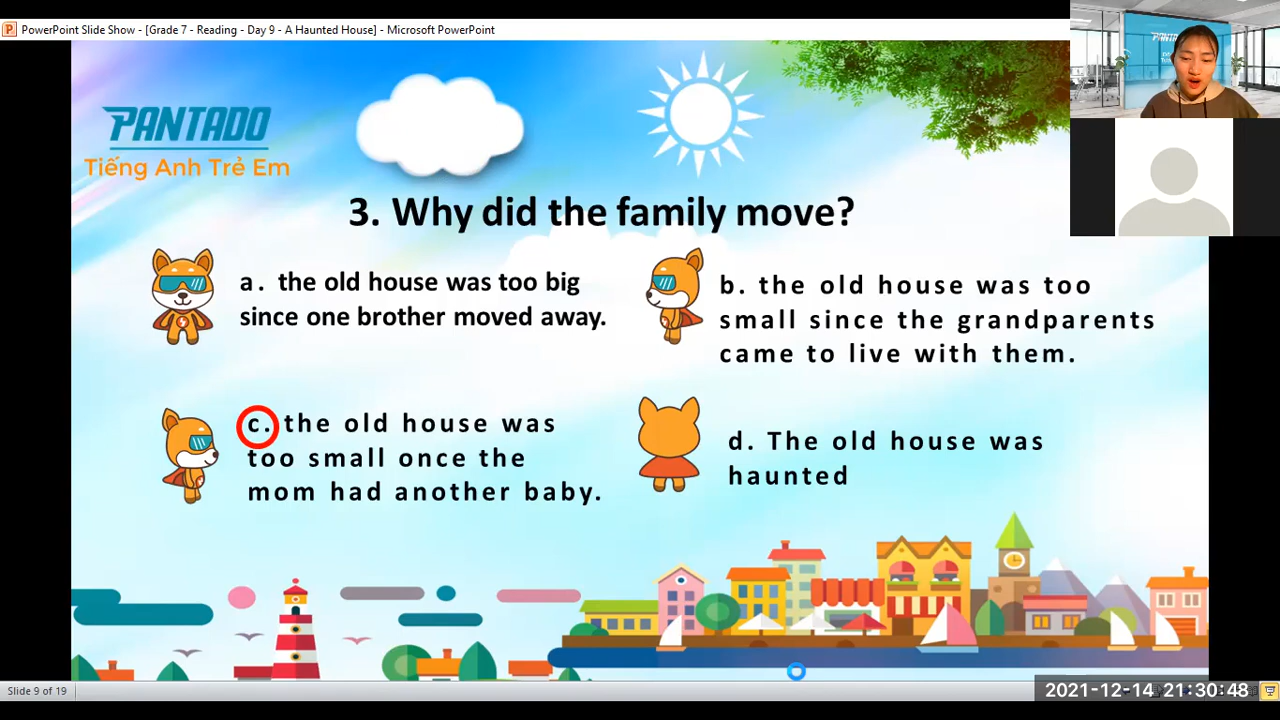 PowerPoint Slide Show - [Grade 7 - Reading - Day 9 - A Haunted House] - Microsoft PowerPoint
PANTADO
Tiếng Anh Trẻ Em
3. Why did the family move?
a. the old house was too big
since one brother moved away.
b. the old house was too
small since the grandparents
came to live with them.
c. the old house was
too small once the
mom had another baby.
d. The old house was
haunted
Slide 9 of 19
2021-12-14 21:30:48